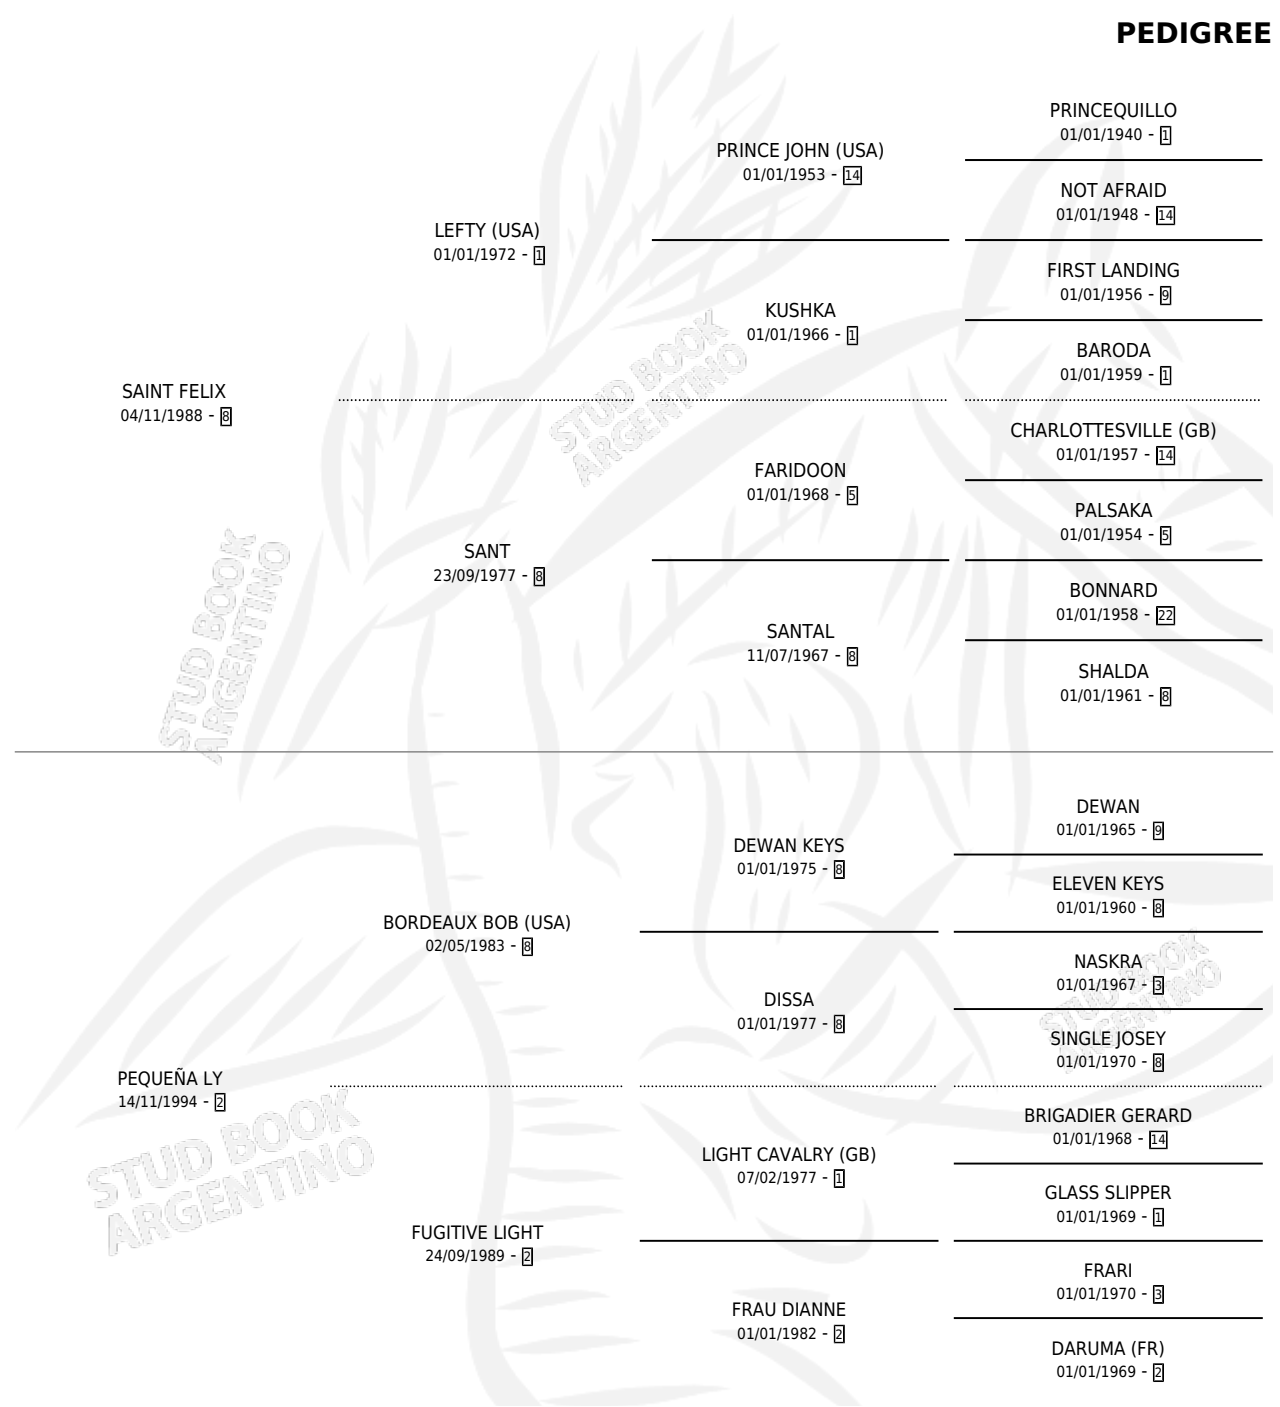 PEDIGREE
PRINCEQUILLO
01/01/1940 - 1
PRINCE JOHN (USA)
01/01/1953 - 14
NOT AFRAID
01/01/1948 - 14
LEFTY (USA)
01/01/1972 - 1
FIRST LANDING
01/01/1956 - 9
KUSHKA
01/01/1966 - 1
BARODA
01/01/1959 - 1
SAINT FELIX
04/11/1988 - 8
STUD BOOK
ARGENTINO
CHARLOTTESVILLE (GB)
01/01/1957 - 14
FARIDOON
01/01/1968 - 5
PALSAKA
01/01/1954 - 5
SANT
23/09/1977 - 8
BONNARD
01/01/1958 - 22
SANTAL
11/07/1967 - 8
SHALDA
01/01/1961 - 8
STUD BOOK
ARGENTINO
DEWAN
01/01/1965 - 9
DEWAN KEYS
01/01/1975 - 8
ELEVEN KEYS
01/01/1960 - 8
BORDEAUX BOB (USA)
02/05/1983 - 8
NASKRA
01/01/1967 - 3
DISSA
01/01/1977 - 8
STUD BOOK
ARGENTINO
SINGLE JOSEY
01/01/1970 - 8
PEQUEÑA LY
14/11/1994 - 2
STUD BOOK
ARGENTINO
BRIGADIER GERARD
01/01/1968 - 14
LIGHT CAVALRY (GB)
07/02/1977 - 1
GLASS SLIPPER
01/01/1969 - 1
FUGITIVE LIGHT
24/09/1989 - 2
FRARI
01/01/1970 - 3
FRAU DIANNE
01/01/1982 - 2
DARUMA (FR)
01/01/1969 - 2